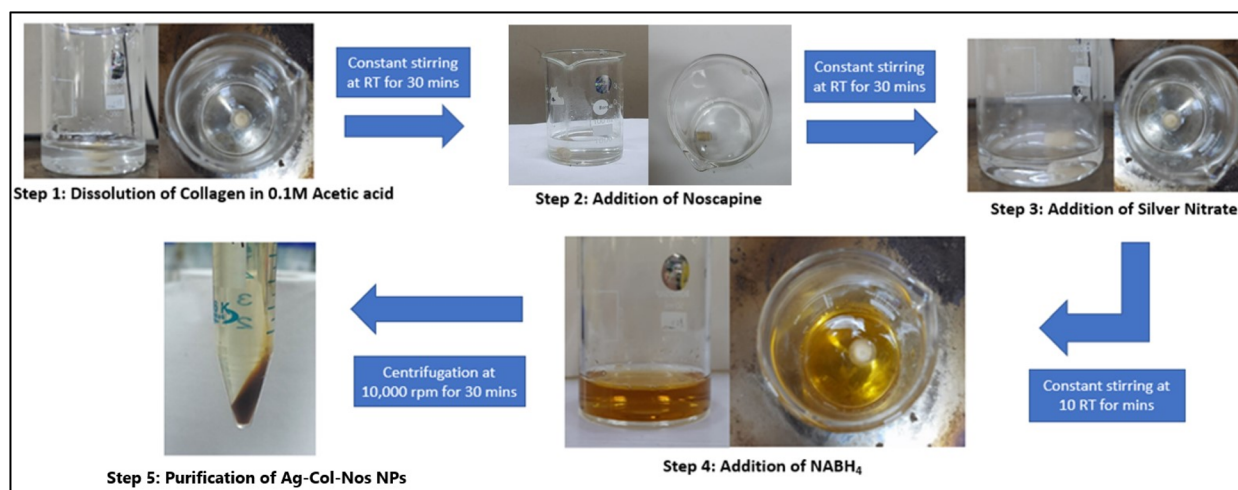 Constant stirring
at RT for 30 mins
Constant stirring
at RT for 30 mins
Step 1: Dissolution of Collagen in 0.1M Acetic acid
Step 2: Addition of Noscapine
Step 3: Addition of Silver Nitrate
Constant stirring at
10 RT for mins
Step 4: Addition of NABH₄
Centrifugation at
10,000 rpm for 30 mins
Step 5: Purification of Ag-Col-Nos NPs